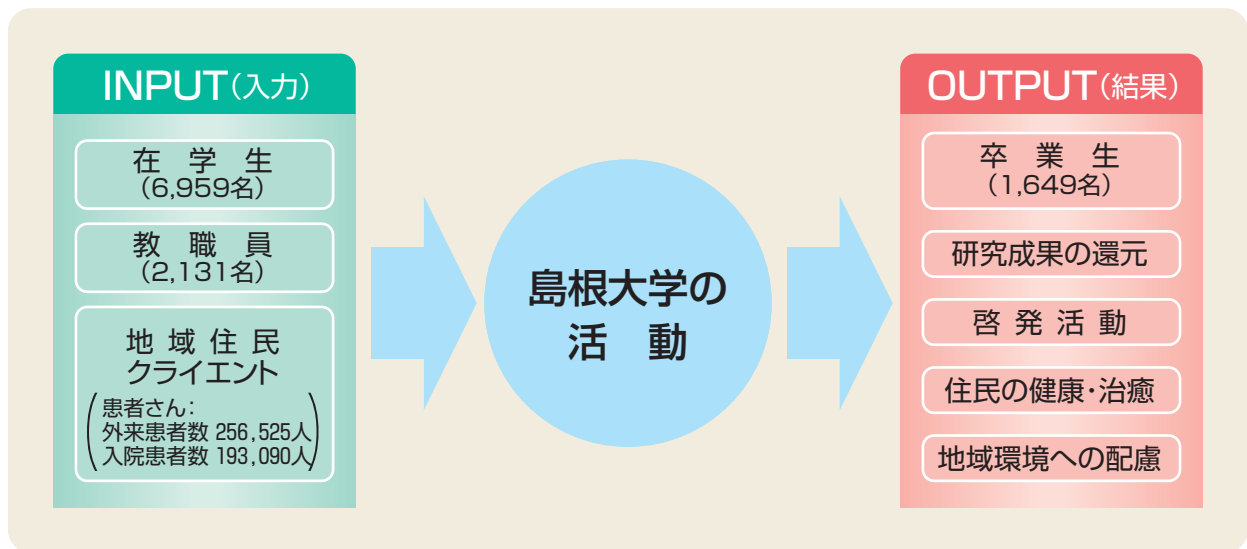 INPUT(入力)
在 学 生
(6,959名)
教 職 員
(2,131名)
地 域 住 民
クライエント
患者さん:
外来患者数 256,525人
入院患者数 193,090人
島根大学の
活 動
OUTPUT(結果)
卒 業 生
(1,649名)
研究成果の還元
啓 発 活 動
住民の健康・治癒
地域環境への配慮